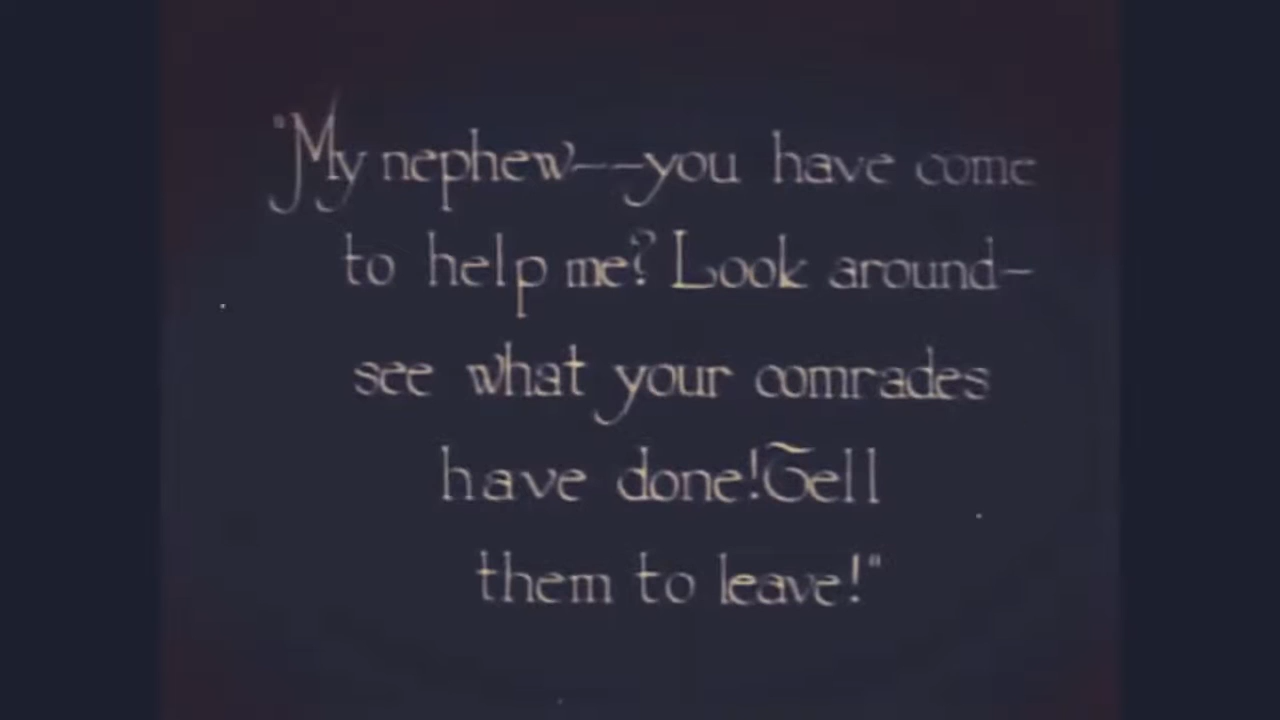 "My nephew--you have come
to help me? Look around-
see what your comrades
have done! Tell
them to leave!"